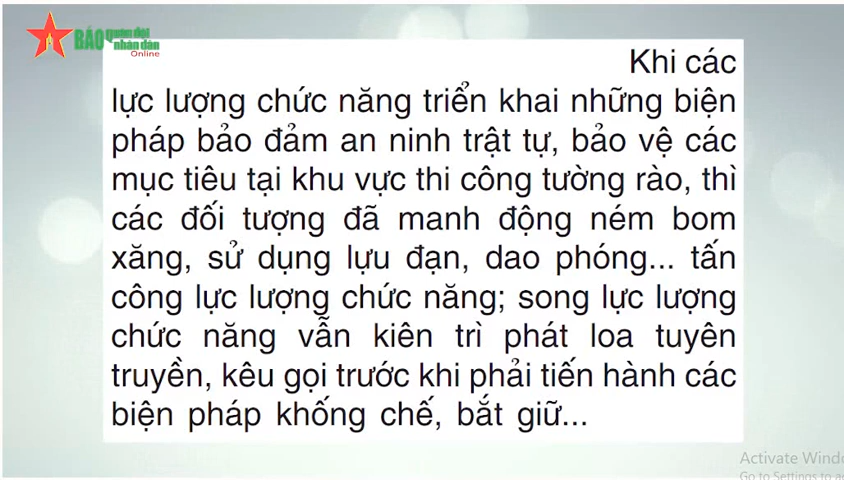 BÁO quân đội
nhân dân
Online
Khi các
lực lượng chức năng triển khai những biện
pháp bảo đảm an ninh trật tự, bảo vệ các
mục tiêu tại khu vực thi công tường rào, thì
các đối tượng đã manh động ném bom
xăng, sử dụng lựu đạn, dao phóng... tấn
công lực lượng chức năng; song lực lượng
chức năng vẫn kiên trì phát loa tuyên
truyền, kêu gọi trước khi phải tiến hành các
biện pháp khống chế, bắt giữ...
Activate Windo
Go to Settings to a